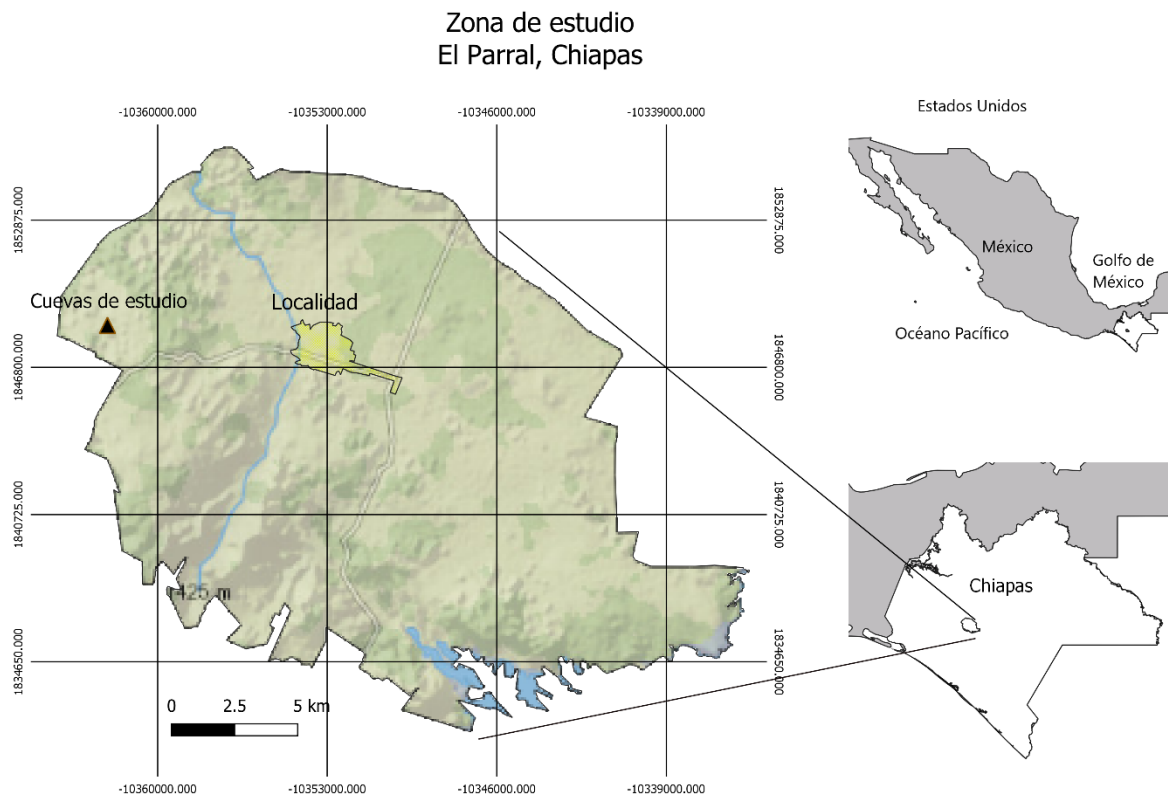 Zona de estudio
El Parral, Chiapas
-10360000.000
-10353000.000
-10346000.000
-10339000.000
Estados Unidos
México
Golfo de
México
Océano Pacífico
1852875.000
1852875.000
Cuevas de estudio
Localidad
1846800.000
1846800.000
1840725.000
1840725.000
Chiapas
425 m
1834650.000
1834650.000
0 2.5 5 km
-10360000.000
-10353000.000
-10346000.000
-10339000.000